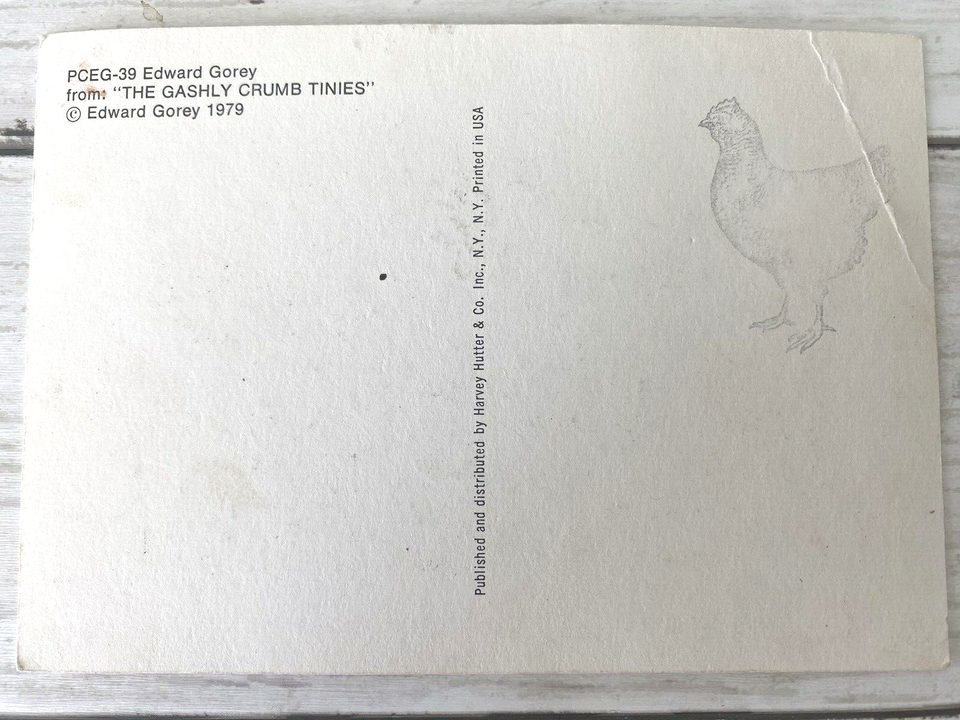 PCEG-39 Edward Gorey
from: “THE GASHLY CRUMB TINIES”
© Edward Gorey 1979
Published and distributed by Harvey Hutter & Co. Inc., N.Y., N.Y. Printed in USA